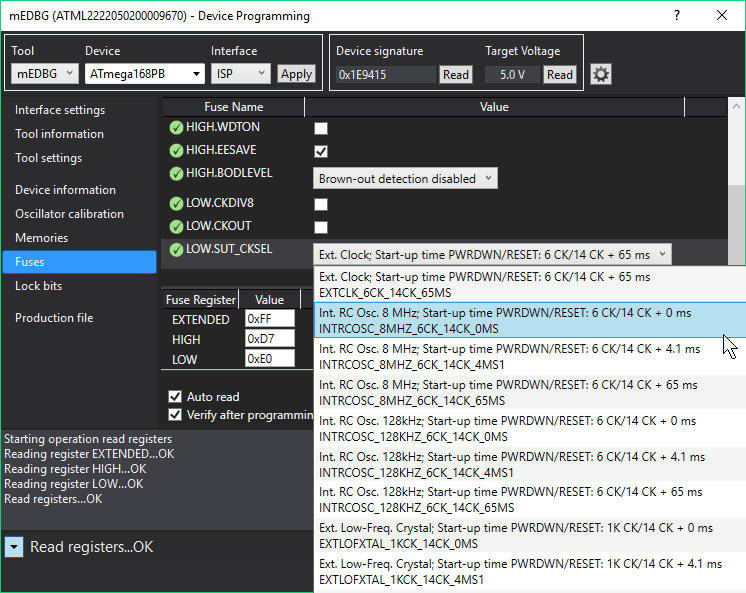 mEDBG (ATML2222050200009670) - Device Programming
Tool Device Interface Device signature Target Voltage
mEDBG ATmega168PB ISP Apply 0x1E9415 Read 5.0 V Read
Interface settings
Tool information
Tool settings
Device information
Oscillator calibration
Memories
Fuses
Lock bits
Production file
Fuse Name Value
HIGH.WDTON
HIGH.EESAVE
HIGH.BODLEVEL Brown-out detection disabled
LOW.CKDIV8
LOW.CKOUT
LOW.SUT_CKSEL Ext. Clock; Start-up time PWRDWN/RESET: 6 CK/14 CK + 65 ms
Ext. Clock; Start-up time PWRDWN/RESET: 6 CK/14 CK + 65 ms
EXTCLK_6CK_14CK_65MS
Int. RC Osc. 8 MHz; Start-up time PWRDWN/RESET: 6 CK/14 CK + 0 ms
INTRCOSC_8MHZ_6CK_14CK_0MS
Int. RC Osc. 8 MHz; Start-up time PWRDWN/RESET: 6 CK/14 CK + 4.1 ms
INTRCOSC_8MHZ_6CK_14CK_4MS1
Int. RC Osc. 8 MHz; Start-up time PWRDWN/RESET: 6 CK/14 CK + 65 ms
INTRCOSC_8MHZ_6CK_14CK_65MS
Int. RC Osc. 128kHz; Start-up time PWRDWN/RESET: 6 CK/14 CK + 0 ms
INTRCOSC_128KHZ_6CK_14CK_0MS
Int. RC Osc. 128kHz; Start-up time PWRDWN/RESET: 6 CK/14 CK + 4.1 ms
INTRCOSC_128KHZ_6CK_14CK_4MS1
Int. RC Osc. 128kHz; Start-up time PWRDWN/RESET: 6 CK/14 CK + 65 ms
INTRCOSC_128KHZ_6CK_14CK_65MS
Ext. Low-Freq. Crystal; Start-up time PWRDWN/RESET: 1K CK/14 CK + 0 ms
EXTLOFXTAL_1KCK_14CK_0MS
Ext. Low-Freq. Crystal; Start-up time PWRDWN/RESET: 1K CK/14 CK + 4.1 ms
EXTLOFXTAL_1KCK_14CK_4MS1
Fuse Register Value
EXTENDED 0xFF
HIGH 0xD7
LOW 0xE0
Auto read
Verify after programmin
Starting operation read registers
Reading register EXTENDED...OK
Reading register HIGH...OK
Reading register LOW...OK
Read registers...OK
Read registers...OK